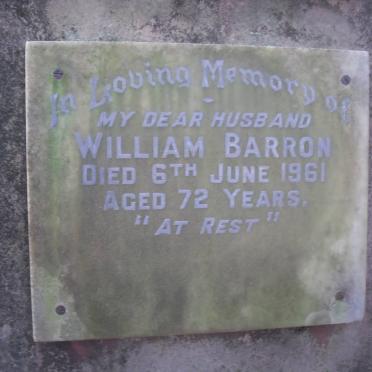 In Loving Memory of
-
MY DEAR HUSBAND
WILLIAM BARRON
DIED 6TH JUNE 1961
AGED 72 YEARS.
"AT REST"